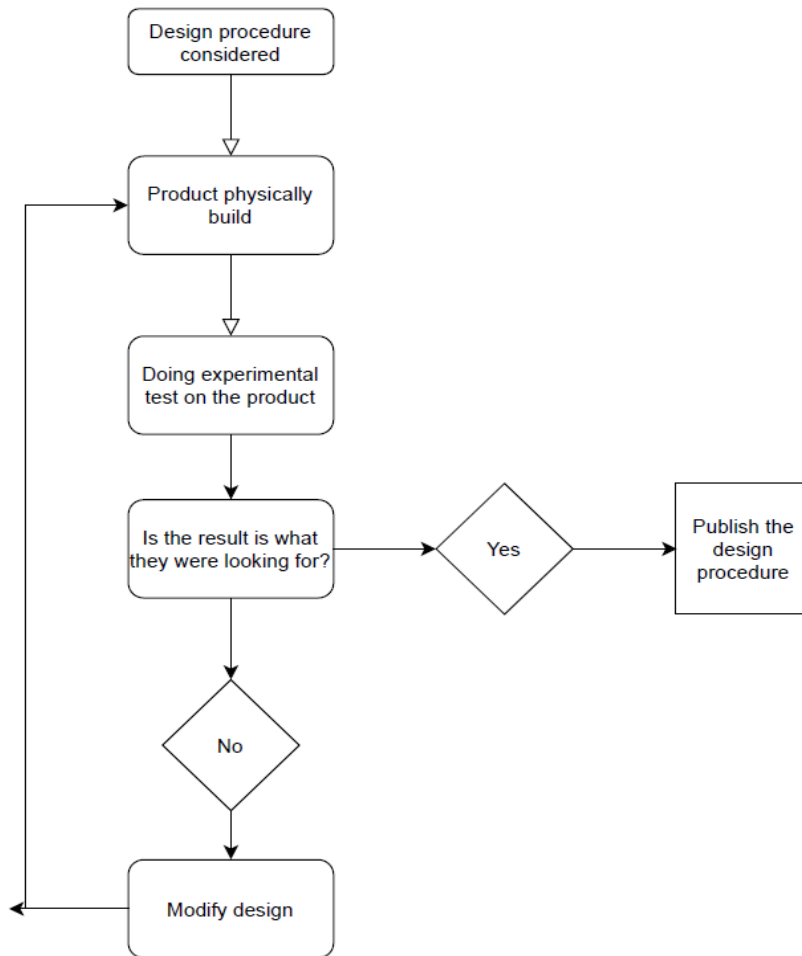 Design procedure
considered
Product physically
build
Doing experimental
test on the product
Is the result is what
they were looking for?
Yes
Publish the
design
procedure
No
Modify design